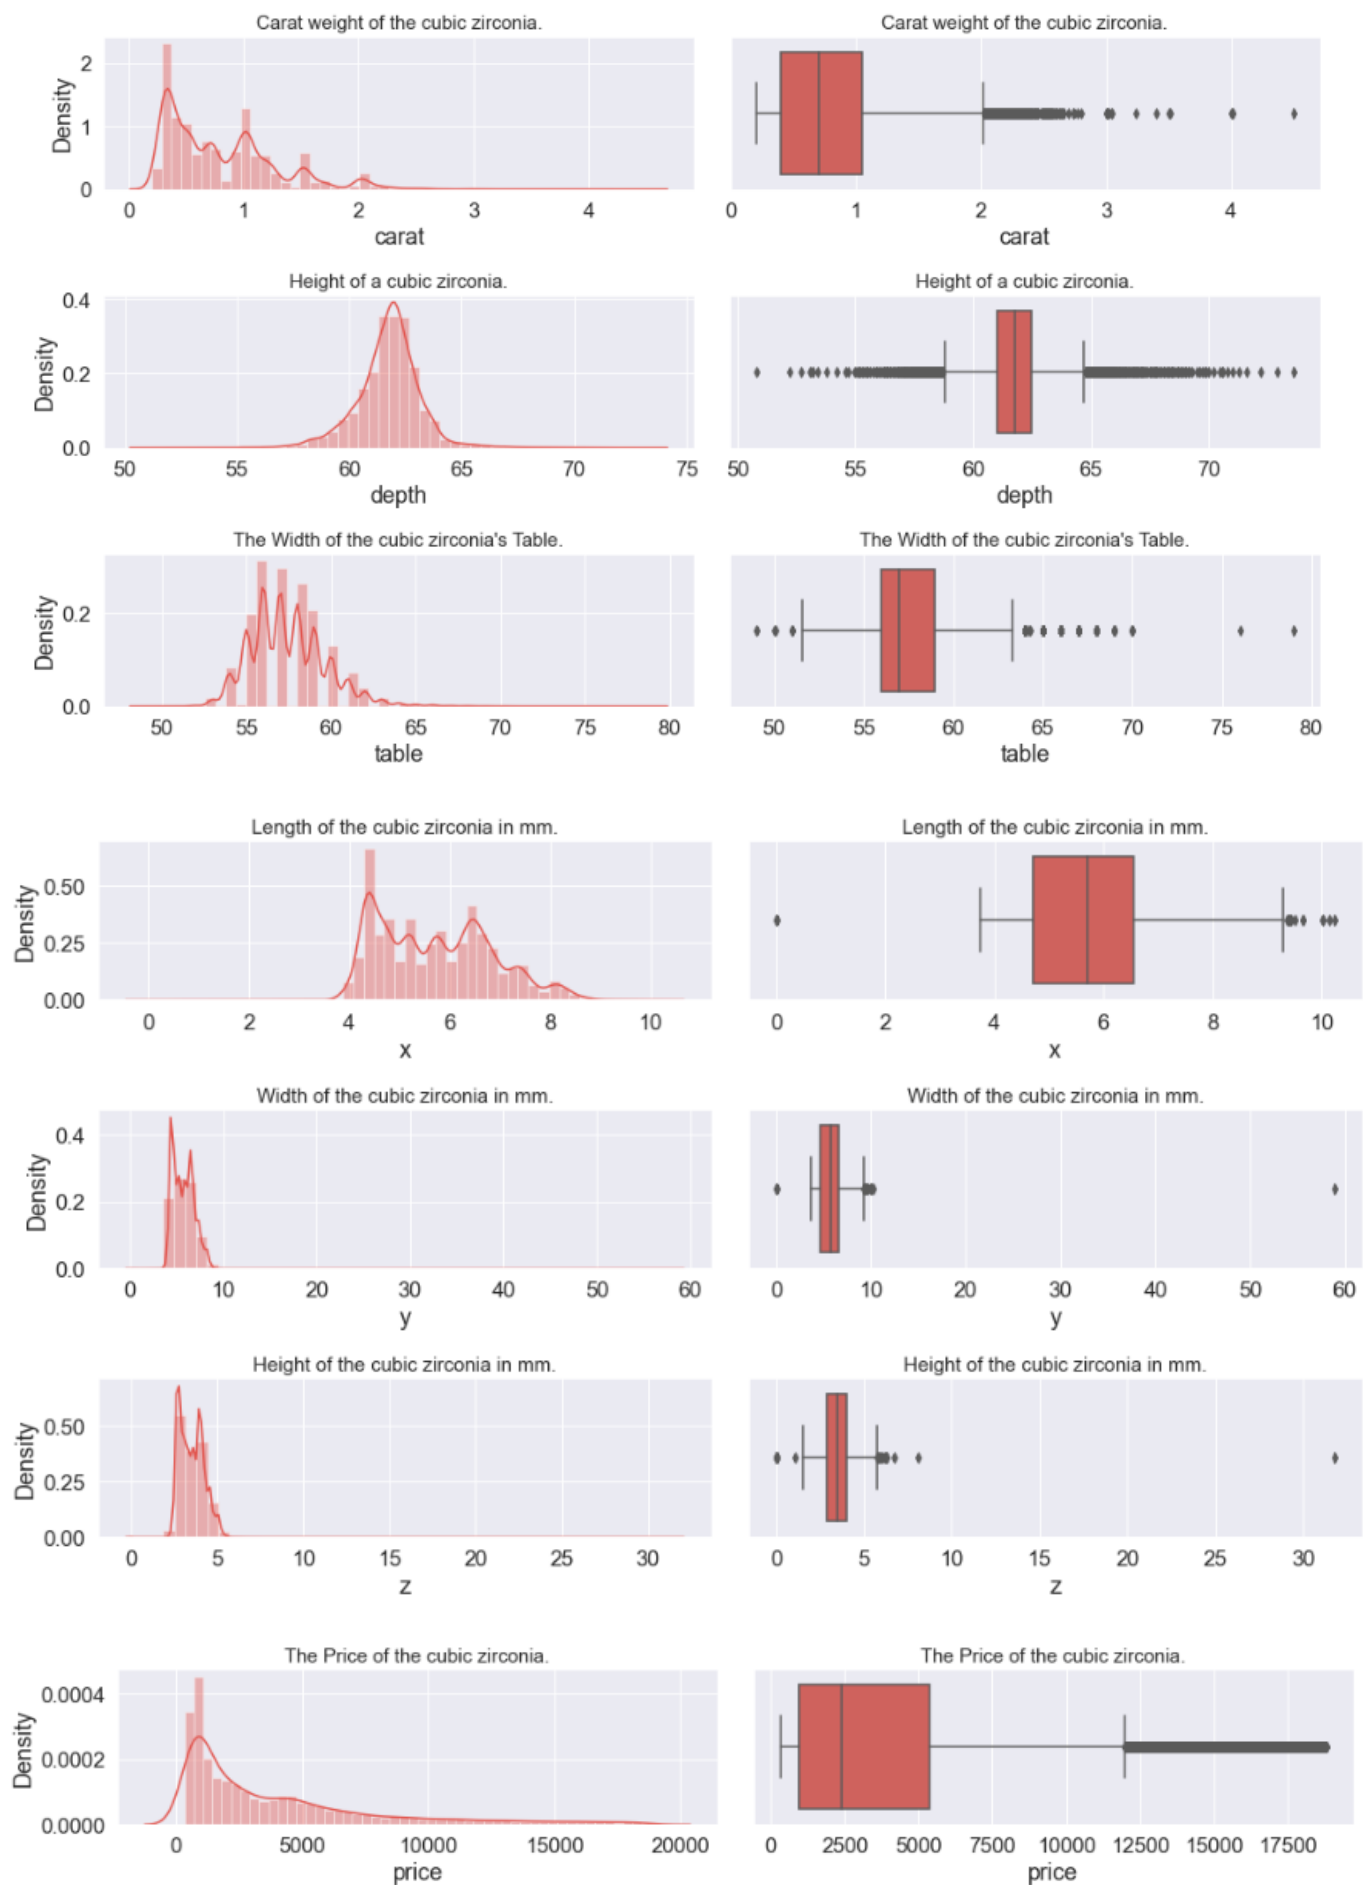 Carat weight of the cubic zirconia.
Density
2
1
0
0 1 2 3 4
carat
Carat weight of the cubic zirconia.
0 1 2 3 4
carat
Height of a cubic zirconia.
Density
0.4
0.2
0.0
50 55 60 65 70 75
depth
Height of a cubic zirconia.
50 55 60 65 70
depth
The Width of the cubic zirconia's Table.
Density
0.2
0.0
50 55 60 65 70 75 80
table
The Width of the cubic zirconia's Table.
50 55 60 65 70 75 80
table
Length of the cubic zirconia in mm.
Density
0.50
0.25
0.00
0 2 4 6 8 10
x
Length of the cubic zirconia in mm.
0 2 4 6 8 10
x
Width of the cubic zirconia in mm.
Density
0.4
0.2
0.0
0 10 20 30 40 50 60
y
Width of the cubic zirconia in mm.
0 10 20 30 40 50 60
y
Height of the cubic zirconia in mm.
Density
0.50
0.25
0.00
0 5 10 15 20 25 30
z
Height of the cubic zirconia in mm.
0 5 10 15 20 25 30
z
The Price of the cubic zirconia.
Density
0.0004
0.0002
0.0000
0 5000 10000 15000 20000
price
The Price of the cubic zirconia.
0 2500 5000 7500 10000 12500 15000 17500
price